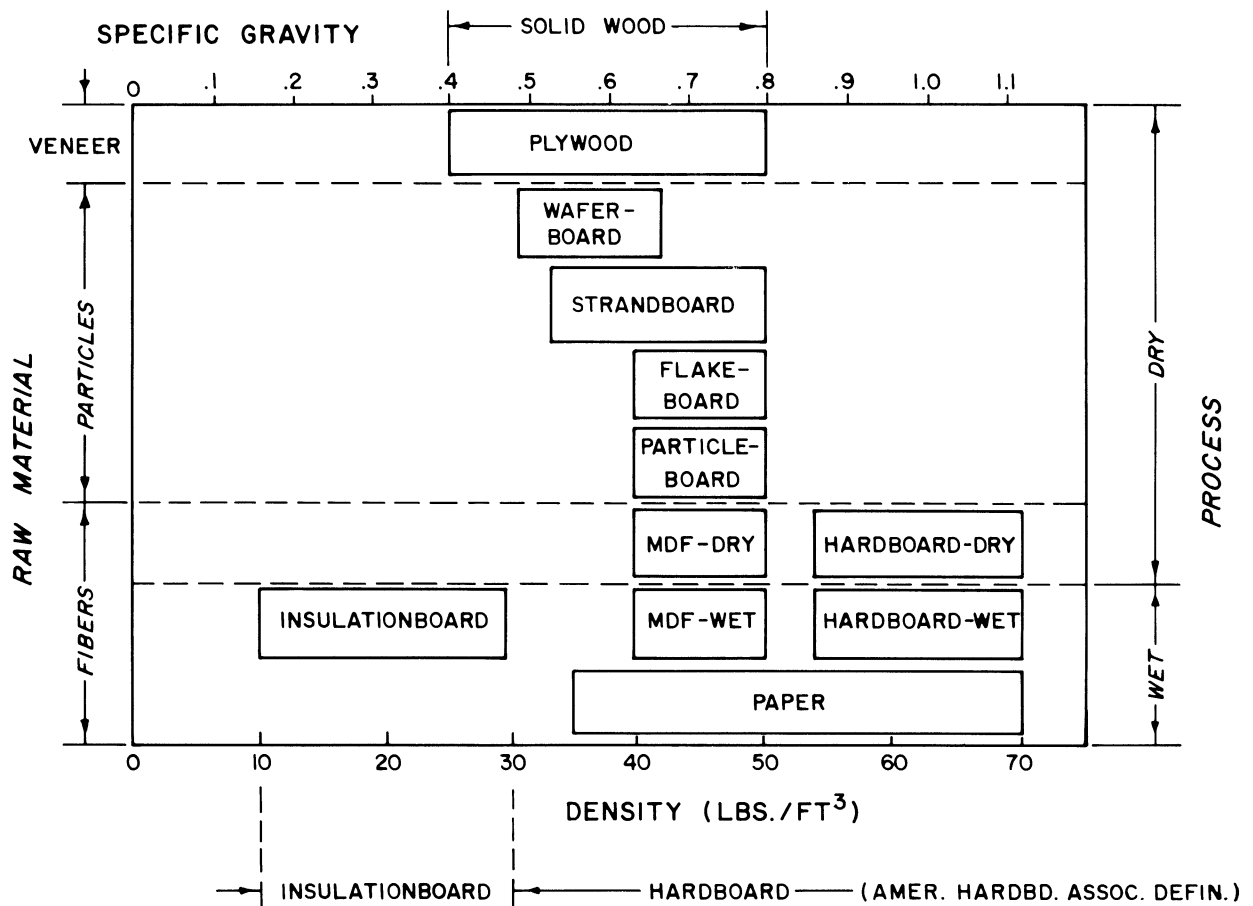 SPECIFIC GRAVITY
SOLID WOOD
0 .1 .2 .3 .4 .5 .6 .7 .8 .9 1.0 1.1
VENEER
PLYWOOD
WAFER-
BOARD
STRANDBOARD
FLAKE-
BOARD
PARTICLE-
BOARD
MDF-DRY
HARDBOARD-DRY
INSULATIONBOARD
MDF-WET
HARDBOARD-WET
PAPER
RAW MATERIAL
PARTICLES
FIBERS
DRY
WET
PROCESS
0 10 20 30 40 50 60 70
DENSITY (LBS./FT³)
INSULATIONBOARD
HARDBOARD
(AMER. HARDBD. ASSOC. DEFIN.)